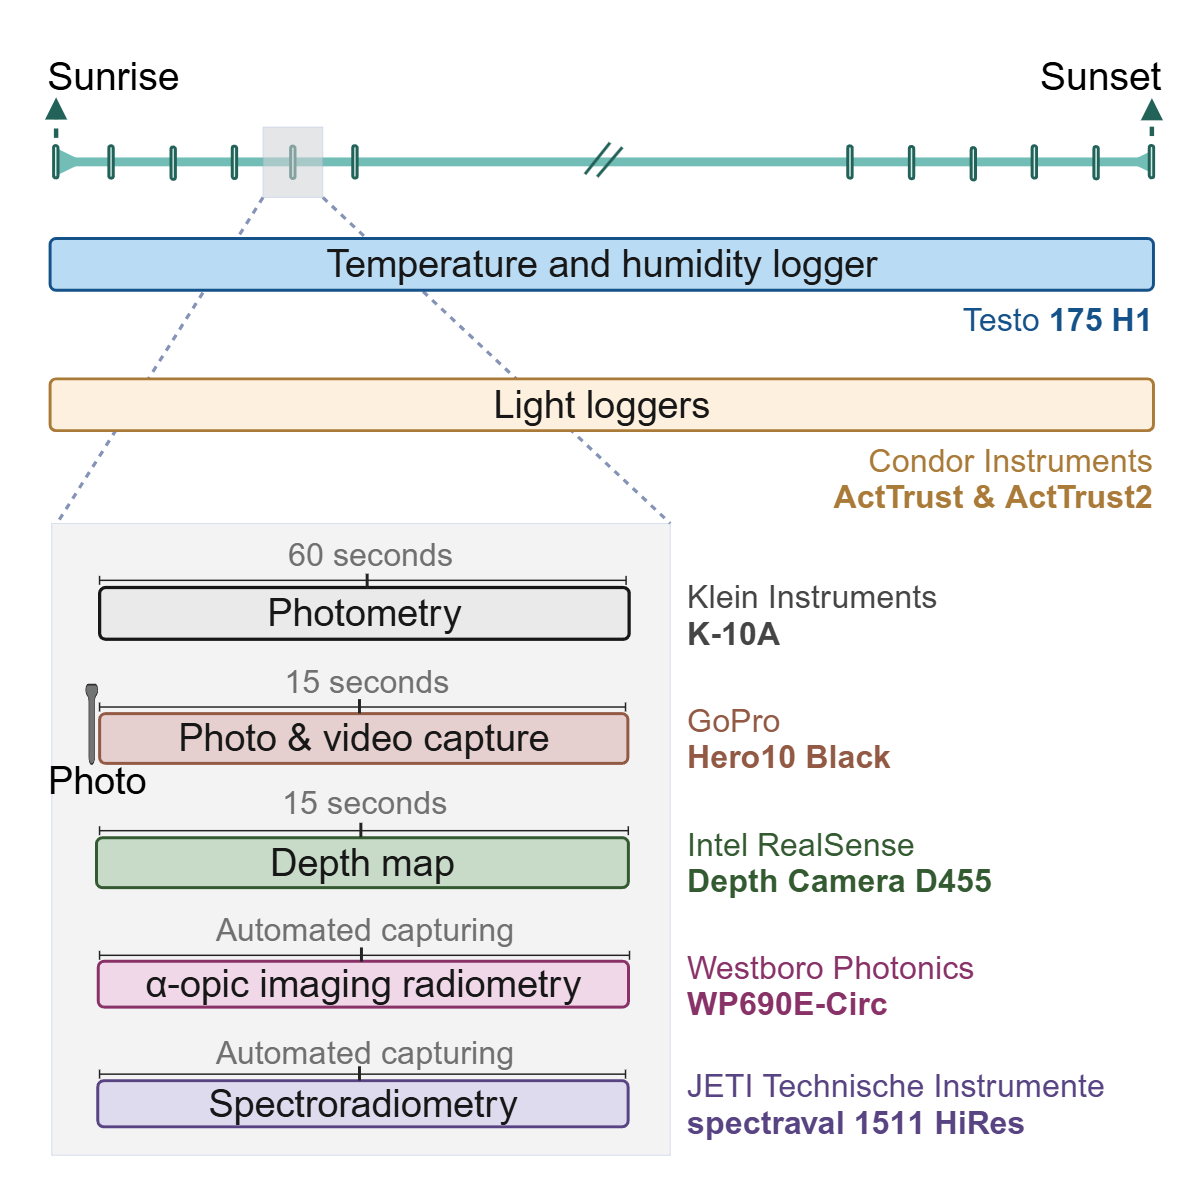 Sunrise
Sunset
Temperature and humidity logger
Testo 175 H1
Light loggers
Condor Instruments
ActTrust & ActTrust2
60 seconds
Photometry
Klein Instruments
K-10A
15 seconds
Photo & video capture
Photo
GoPro
Hero10 Black
15 seconds
Depth map
Intel RealSense
Depth Camera D455
Automated capturing
α-opic imaging radiometry
Westboro Photonics
WP690E-Circ
Automated capturing
Spectroradiometry
JETI Technische Instrumente
spectraval 1511 HiRes